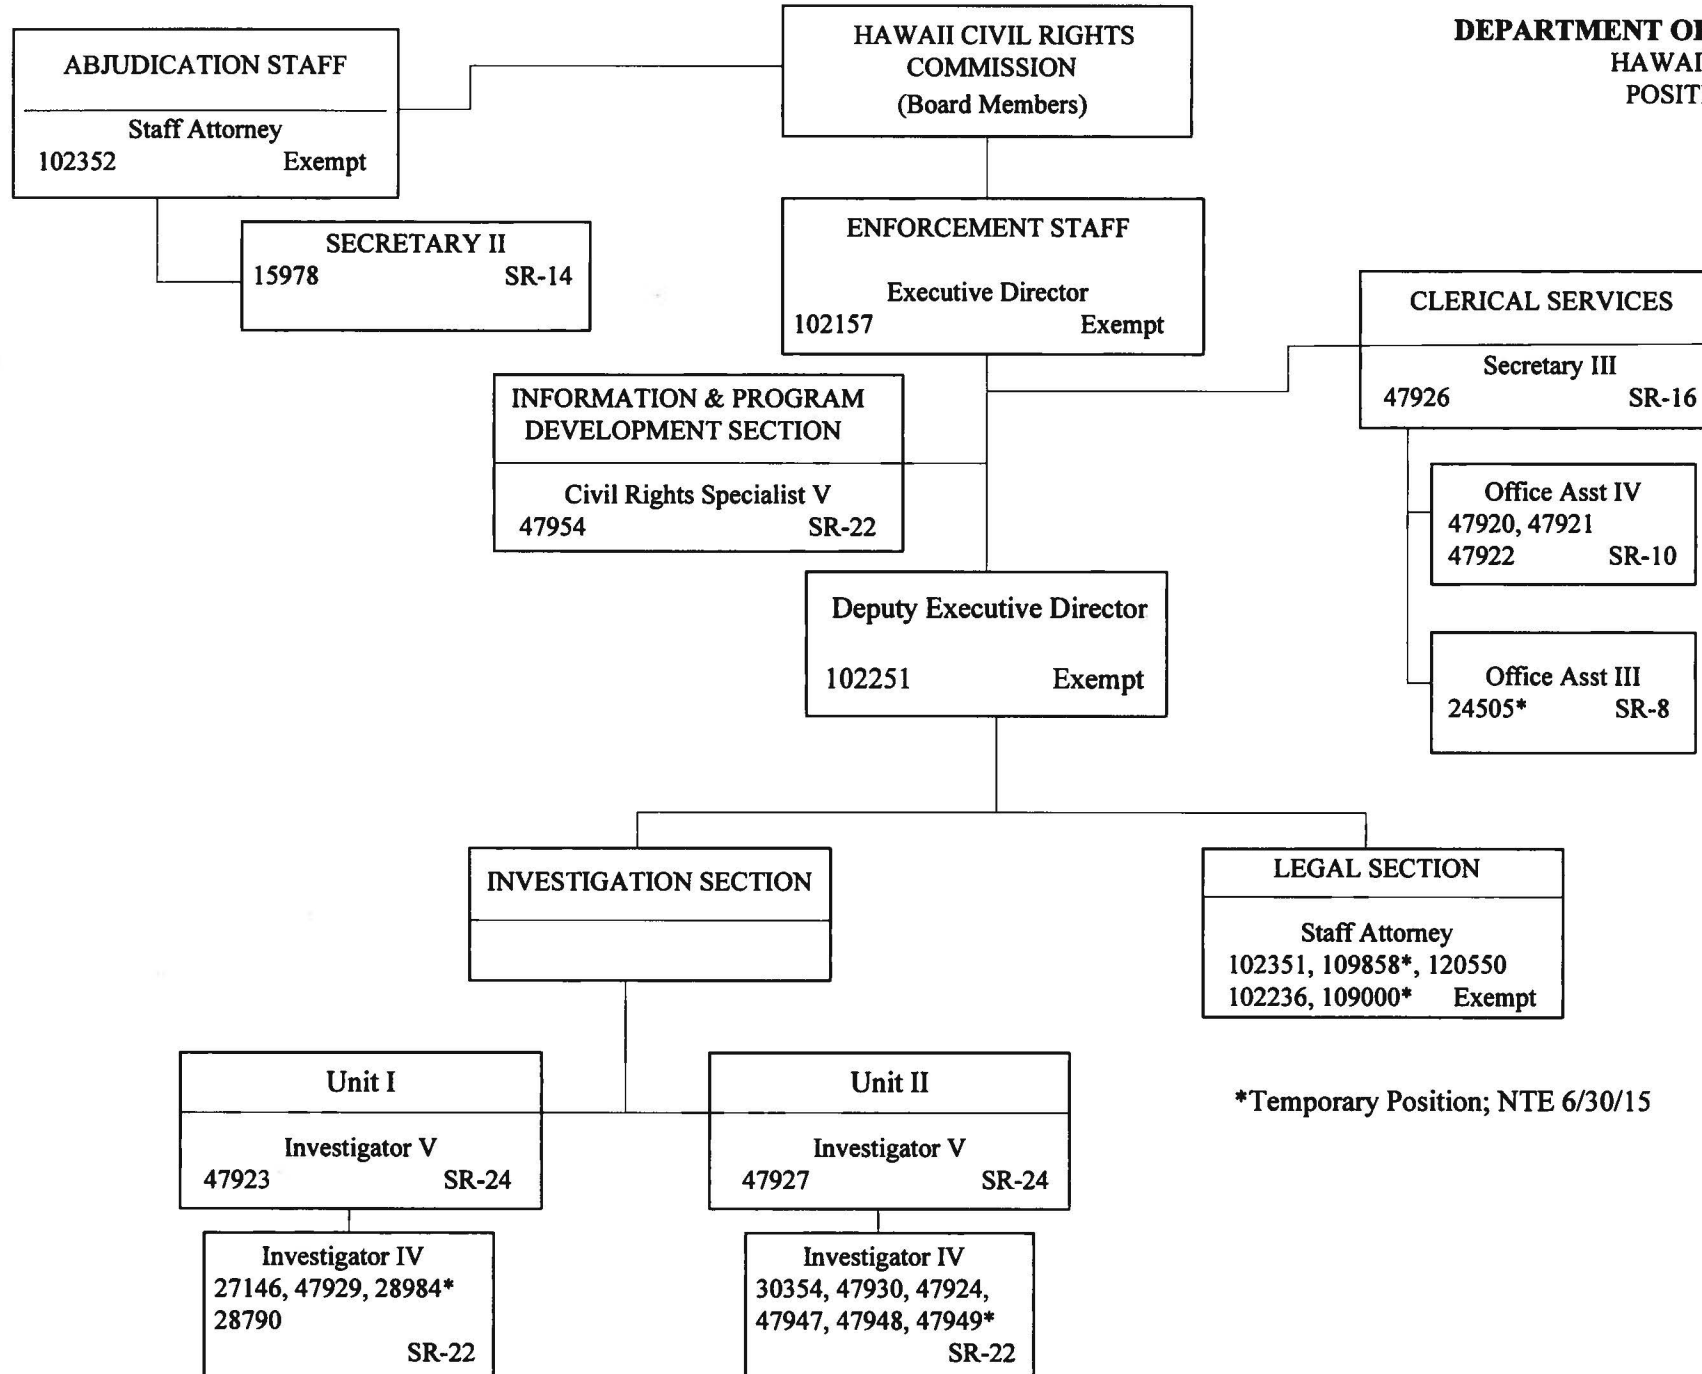 DEPARTMENT OF
HAWAI
POSITI
HAWAII CIVIL RIGHTS
COMMISSION
(Board Members)
ABJUDICATION STAFF
Staff Attorney
102352 Exempt
SECRETARY II
15978 SR-14
ENFORCEMENT STAFF
Executive Director
102157 Exempt
CLERICAL SERVICES
Secretary III
47926 SR-16
Office Asst IV
47920, 47921
47922 SR-10
Office Asst III
24505* SR-8
INFORMATION & PROGRAM
DEVELOPMENT SECTION
Civil Rights Specialist V
47954 SR-22
Deputy Executive Director
102251 Exempt
INVESTIGATION SECTION
LEGAL SECTION
Staff Attorney
102351, 109858*, 120550
102236, 109000* Exempt
Unit I
Investigator V
47923 SR-24
Investigator IV
27146, 47929, 28984*
28790
SR-22
Unit II
Investigator V
47927 SR-24
Investigator IV
30354, 47930, 47924,
47947, 47948, 47949*
SR-22
*Temporary Position; NTE 6/30/15